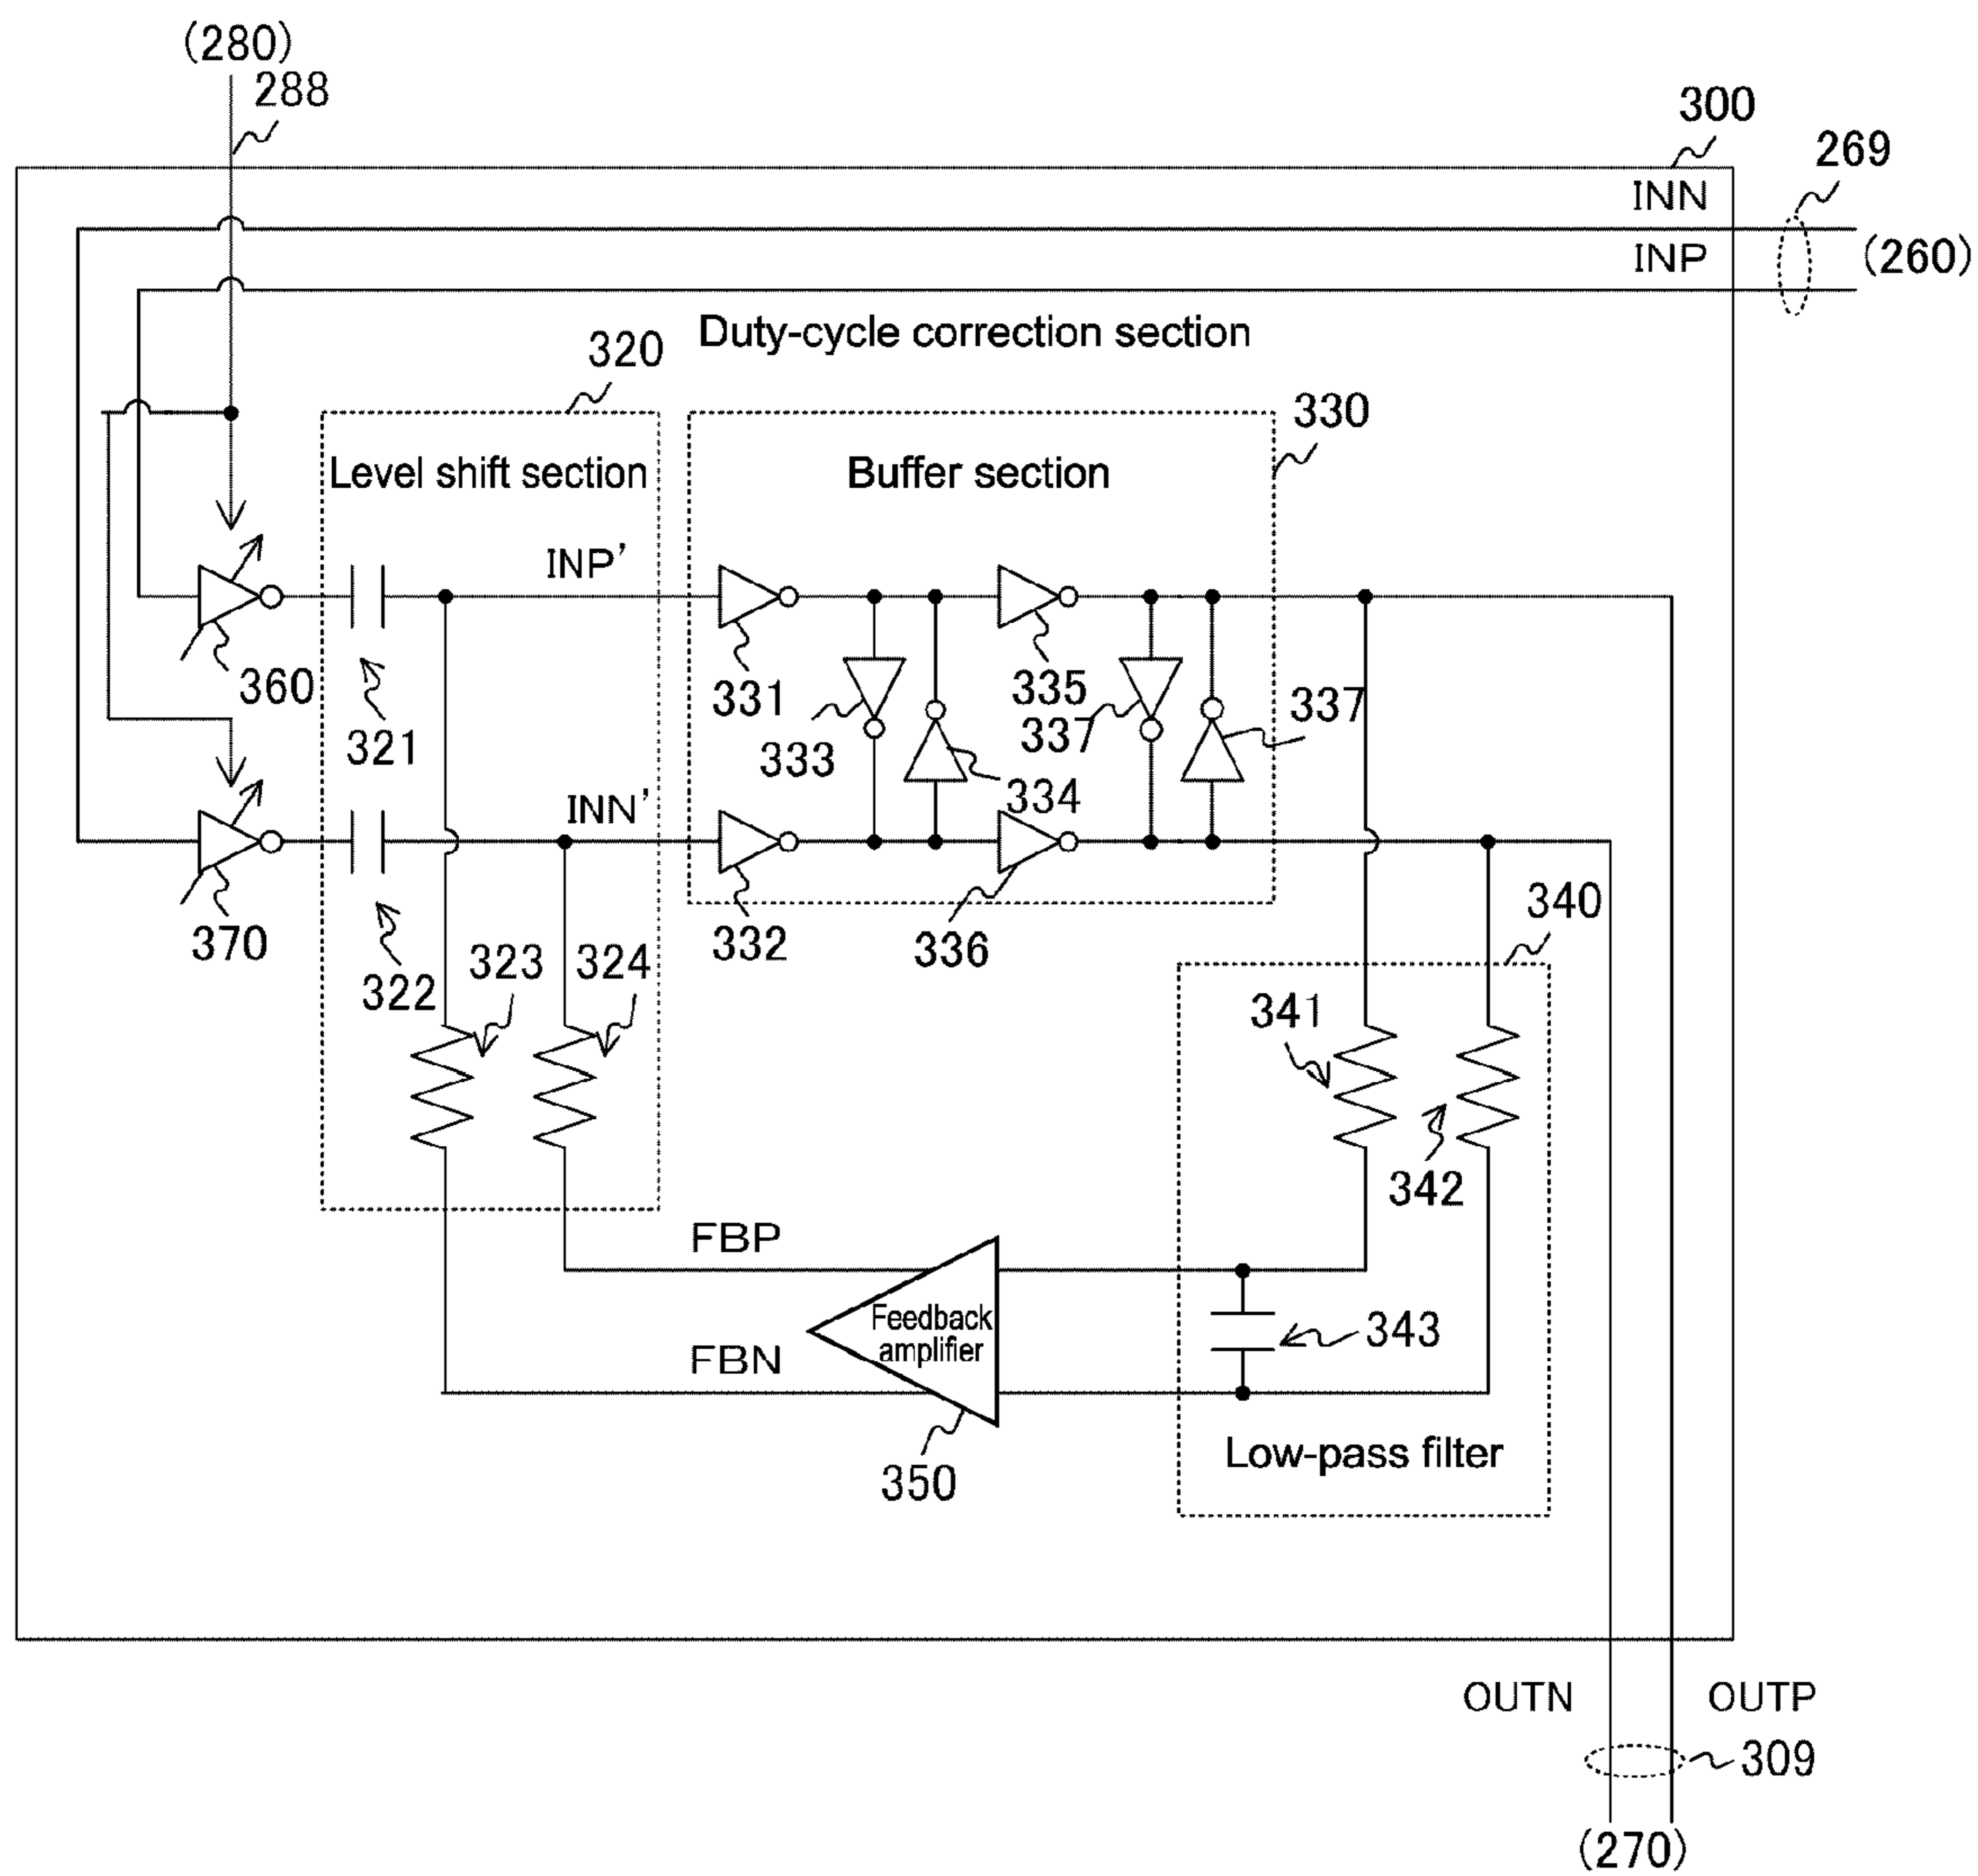 (280)
288
300
269
INN
INP
(260)
Duty-cycle correction section
320
330
Level shift section
Buffer section
INP'
360
321
331
333
334
335
337
337
INN'
370
322
332
336
340
323
324
341
342
FBP
FBN
Feedback
amplifier
343
350
Low-pass filter
OUTN
OUTP
309
(270)